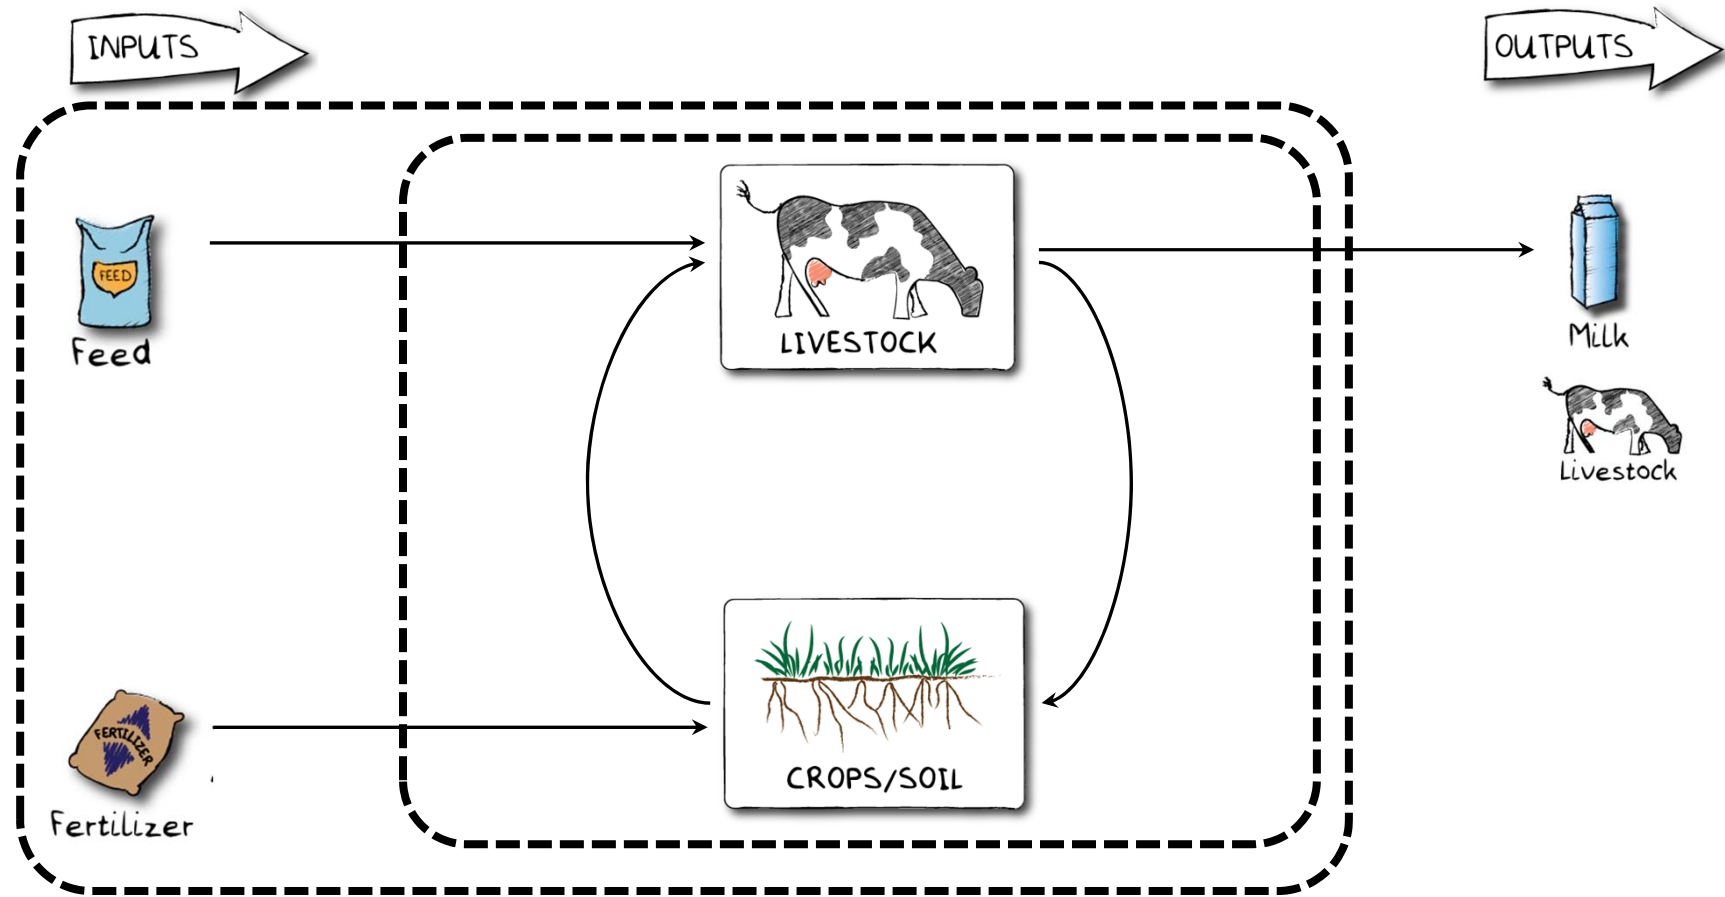 INPUTS
OUTPUTS
FEED
Feed
LIVESTOCK
Milk
Livestock
FERTILIZER
Fertilizer
CROPS/SOIL